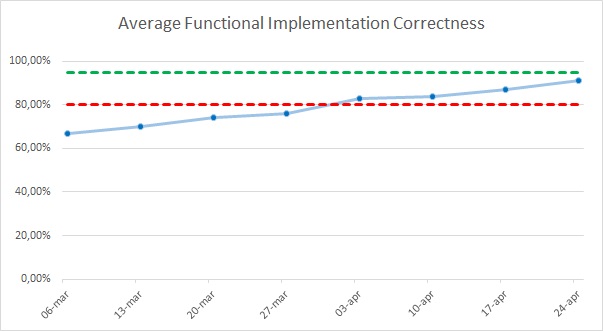 Average Functional Implementation Correctness
100,00%
80,00%
60,00%
40,00%
20,00%
0,00%
06-mar
13-mar
20-mar
27-mar
03-apr
10-apr
17-apr
24-apr